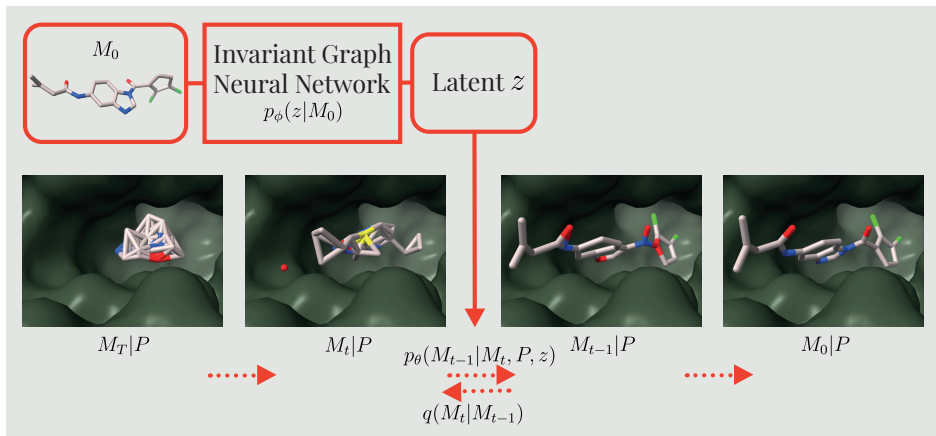 M_0
Invariant Graph
Neural Network
p_ϕ(z|M_0)
Latent z
M_T|P
M_t|P
p_θ(M_{t−1}|M_t, P, z)
M_{t−1}|P
M_0|P
q(M_t|M_{t−1})